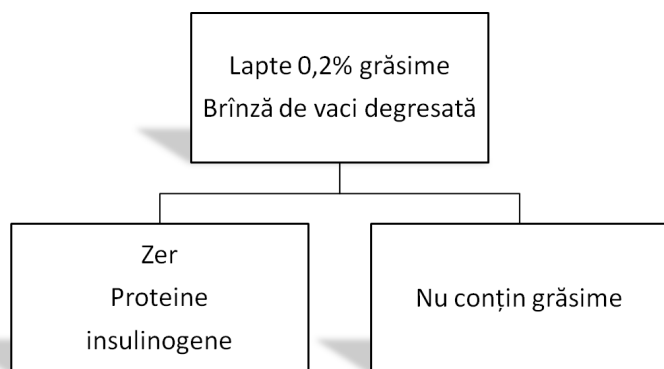 Lapte 0,2% grăsime
Brînză de vaci degresată
Zer
Proteine
insulinogene
Nu conțin grăsime